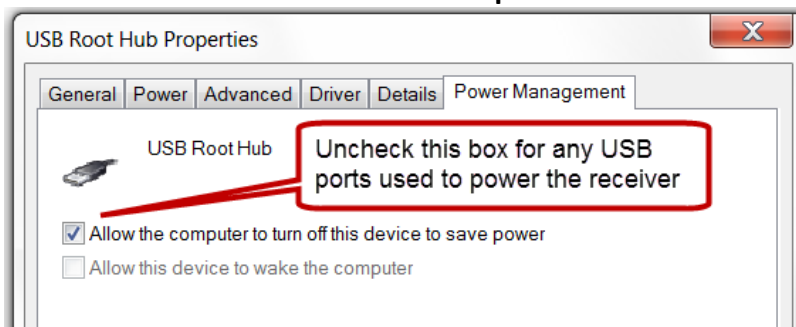 USB Root Hub Properties
X
General Power Advanced Driver Details Power Management
USB Root Hub
Uncheck this box for any USB
ports used to power the receiver
Allow the computer to turn off this device to save power
Allow this device to wake the computer